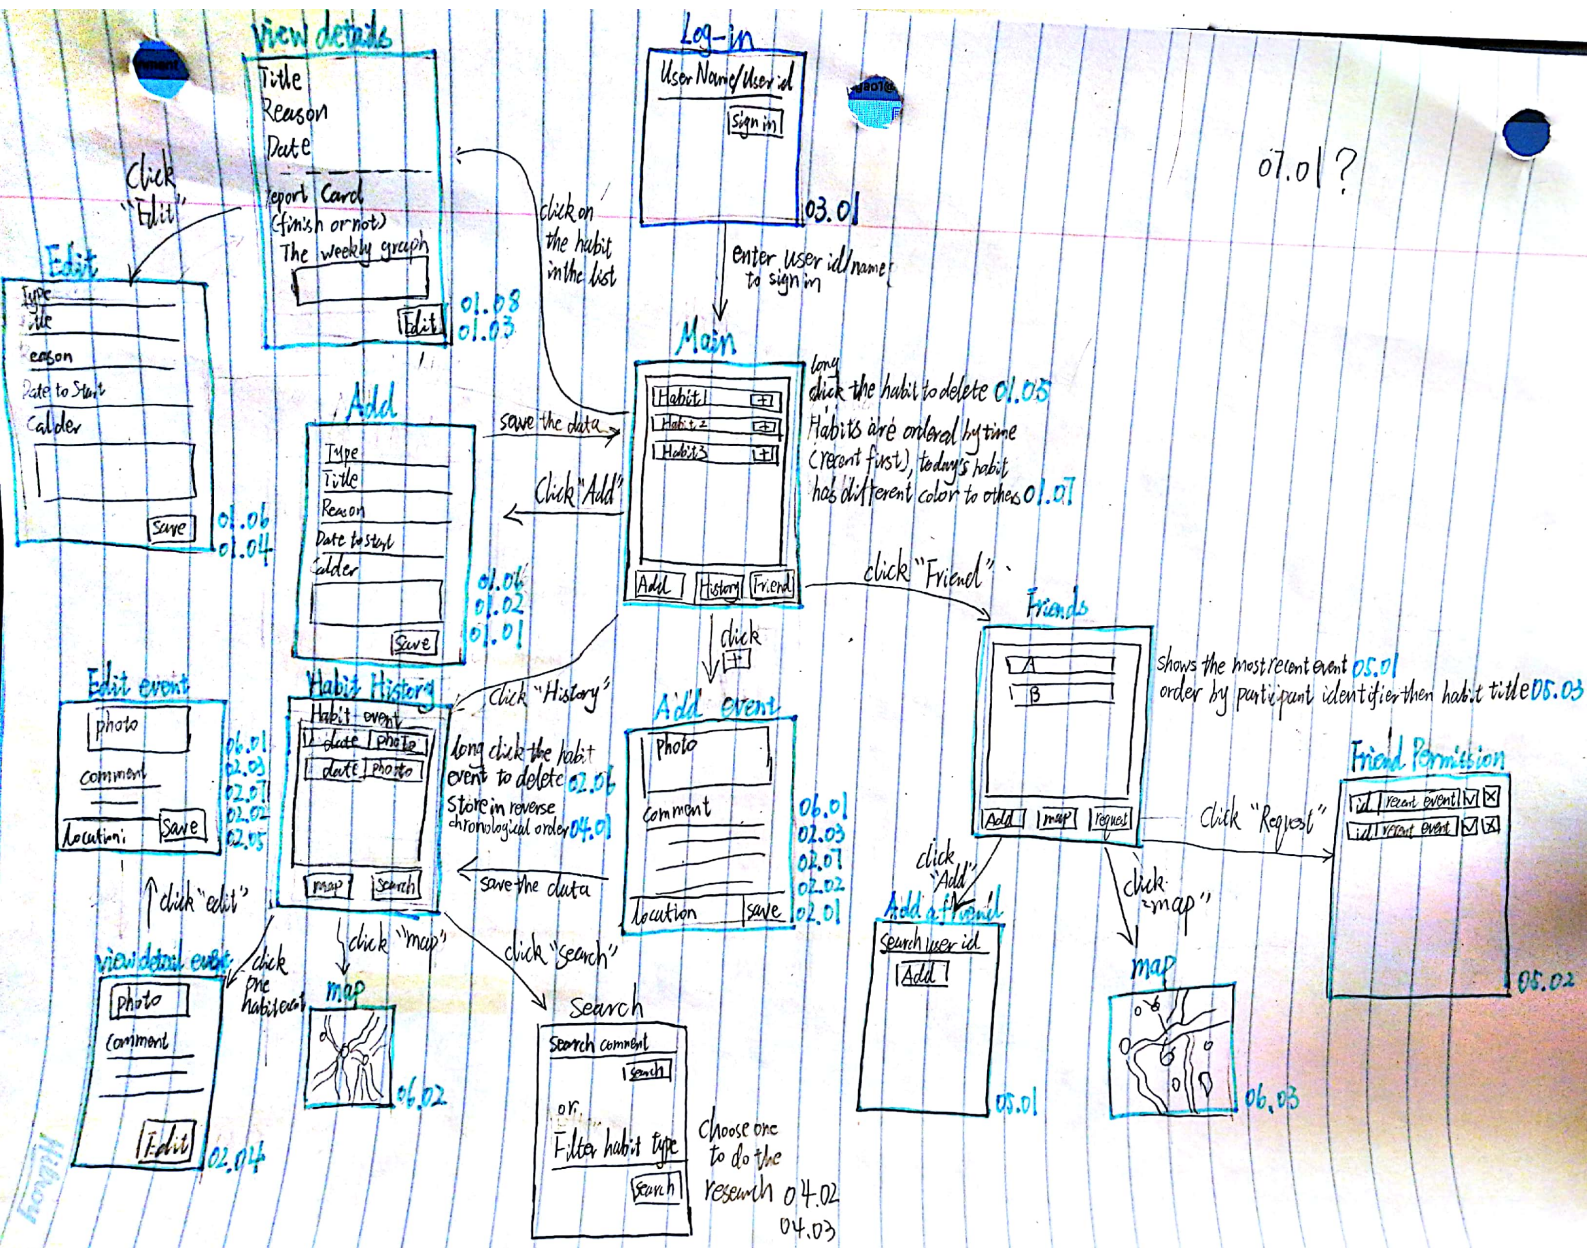 View details
Title
Reason
Date
eport Card
(finish or not)
The weekly graph
Edit
01.08
01.03
Click
"Edit"
Edit
Type
itle
eason
Date to Start
Calder
Save
01.06
01.04
Log-in
User Name/User id
Sign in
03.01
enter user id/name
to sign in
07.01?
click on
the habit
in the list
Main
Habit1 +
Habit2 +
Habit3 +
Add History Friend
long
click the habit to delete 01.05
Habits are ordered by time
(recent first), today's habit
has different color to others 01.07
save the data
Click "Add"
Add
Type
Title
Reason
Date to start
Calder
Save
01.06
01.02
01.01
click "Friend"
click
+
click "History"
Friends
A
B
Add map request
shows the most recent event 05.01
order by participant identifier then habit title 05.03
Edit event
photo
comment
location:
Save
06.01
02.03
02.07
02.02
02.05
Habit History
Habit event
date photo
date photo
map search
long click the habit
event to delete 02.06
Store in reverse
chronological order 04.01
save the data
Add event
photo
comment
location save
06.01
02.03
02.07
02.02
02.01
Click "Request"
Friend Permission
id recent event
id recent event
05.02
click "edit"
click
one
habit event
click "map"
click "search"
click
"Add"
click
"map"
view detail event
photo
comment
Edit
02.04
map
06.02
Search
Search comment
search
or
Filter habit type
search
choose one
to do the
research 04.02
04.03
Add a friend
search user id
Add
05.01
map
06.03